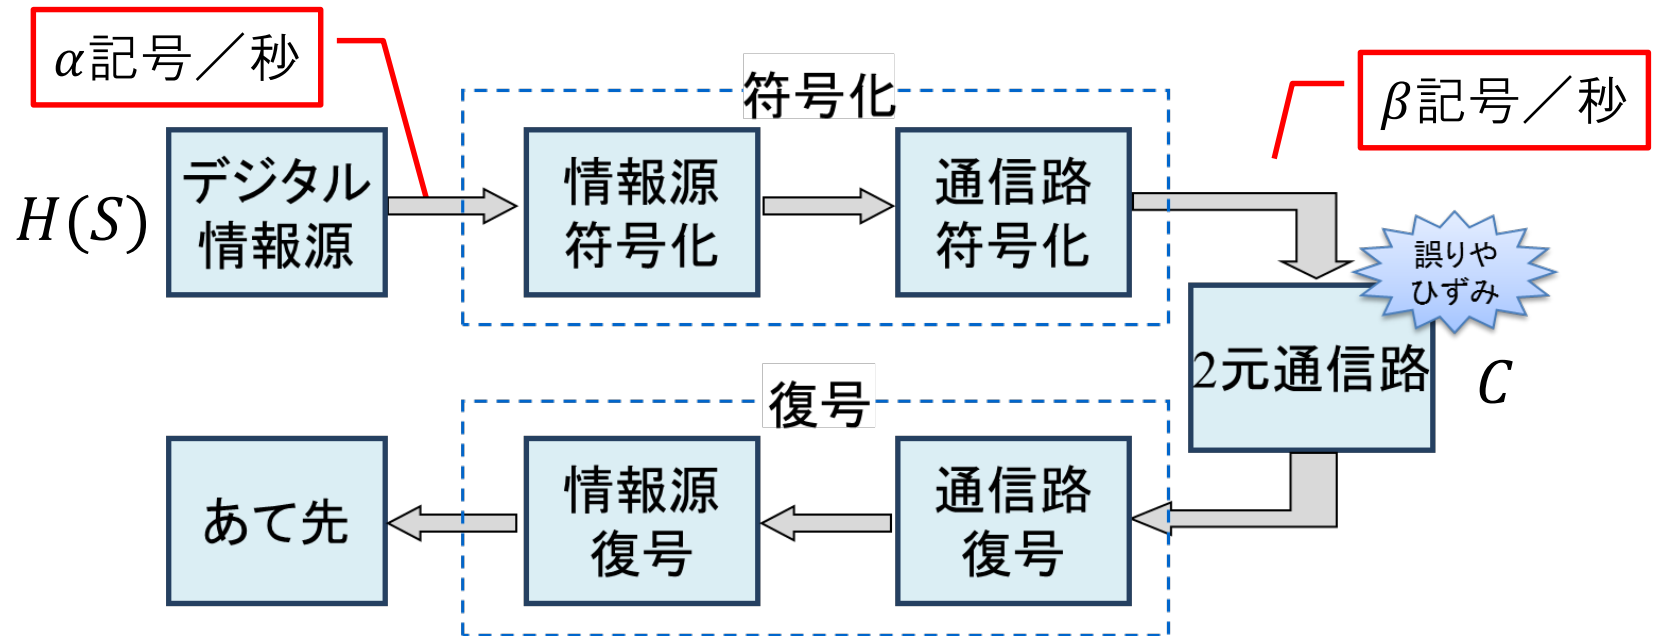 α記号／秒
符号化
β記号／秒
H(S)
デジタル
情報源
情報源
符号化
通信路
符号化
誤りや
ひずみ
2元通信路
C
復号
あて先
情報源
復号
通信路
復号